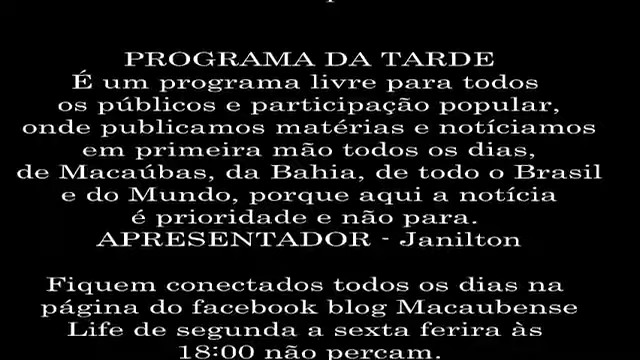 PROGRAMA DA TARDE
É um programa livre para todos
os públicos e participação popular,
onde publicamos matérias e notíciamos
em primeira mão todos os dias,
de Macaúbas, da Bahia, de todo o Brasil
e do Mundo, porque aqui a notícia
é prioridade e não para.
APRESENTADOR - Janilton
Fiquem conectados todos os dias na
página do facebook blog Macaubense
Life de segunda a sexta ferira às
18:00 não percam.